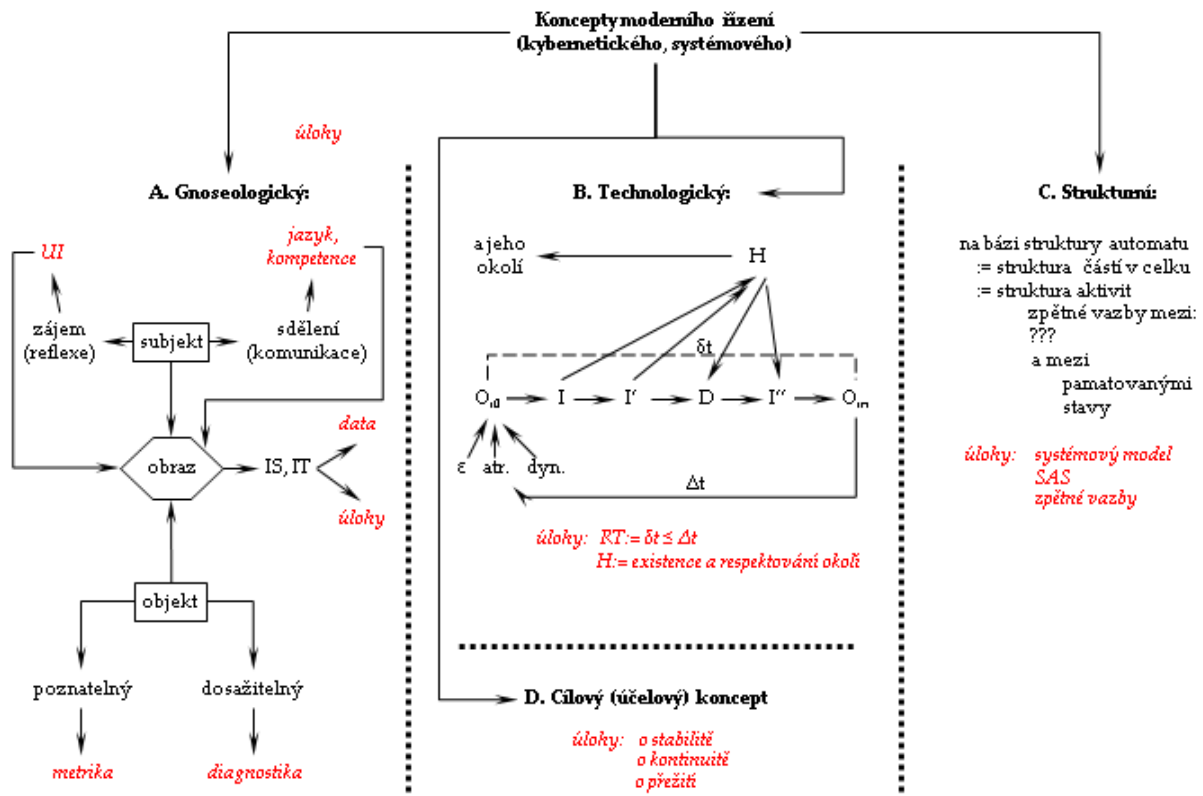 Koncepty moderního řízení
(kybernetického, systémového)
úlohy
A. Gnoseologický:
UI
jazyk,
kompetence
zájem
(reflexe)
subjekt
sdělení
(komunikace)
obraz
IS, IT
data
úlohy
objekt
poznatelný
dosažitelný
metrika
diagnostika
B. Technologický:
a jeho
okolí
H
δt
O I I′ D I″ O
ε atr. dyn.
Δt
úlohy: RT:= δt ≤ Δt
H:= existence a respektování okolí
D. Cílový (účelový) koncept
úlohy: o stabilitě
o kontinuitě
o přežití
C. Strukturní:
na bázi struktury automatu
:= struktura částí v celku
:= struktura aktivit
zpětné vazby mezi:
???
a mezi
pamatovanými
stavy
úlohy: systémový model
SAS
zpětné vazby